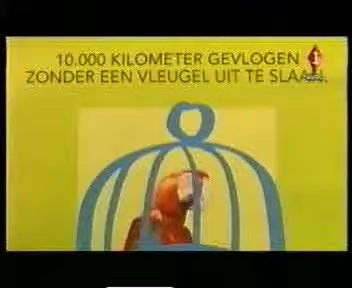 10.000 KILOMETER GEVLOGEN
ZONDER EEN VLEUGEL UIT TE SLAAN.